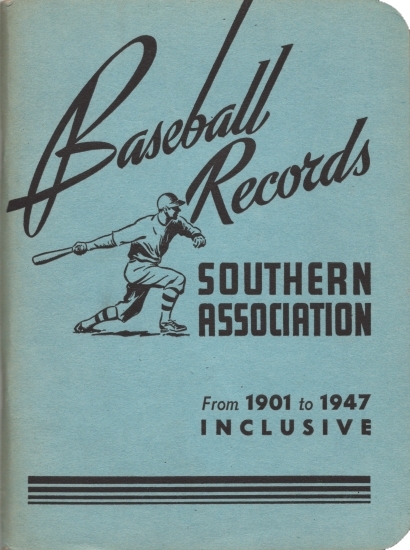 Baseball
Records
SOUTHERN
ASSOCIATION
From 1901 to 1947
INCLUSIVE